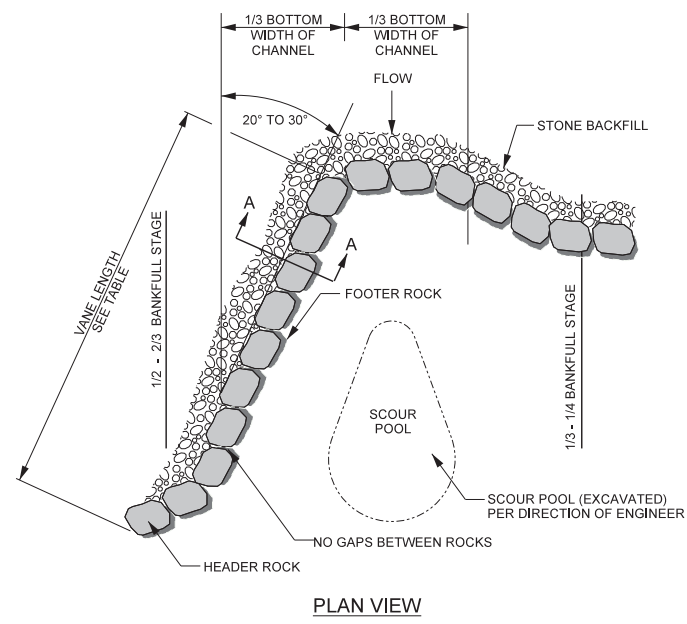 1/3 BOTTOM
WIDTH OF
CHANNEL
1/3 BOTTOM
WIDTH OF
CHANNEL
FLOW
20° TO 30°
STONE BACKFILL
A
A
VANE LENGTH
SEE TABLE
1/2 - 2/3 BANKFULL STAGE
FOOTER ROCK
1/3 - 1/4 BANKFULL STAGE
SCOUR
POOL
SCOUR POOL (EXCAVATED)
PER DIRECTION OF ENGINEER
NO GAPS BETWEEN ROCKS
HEADER ROCK
PLAN VIEW